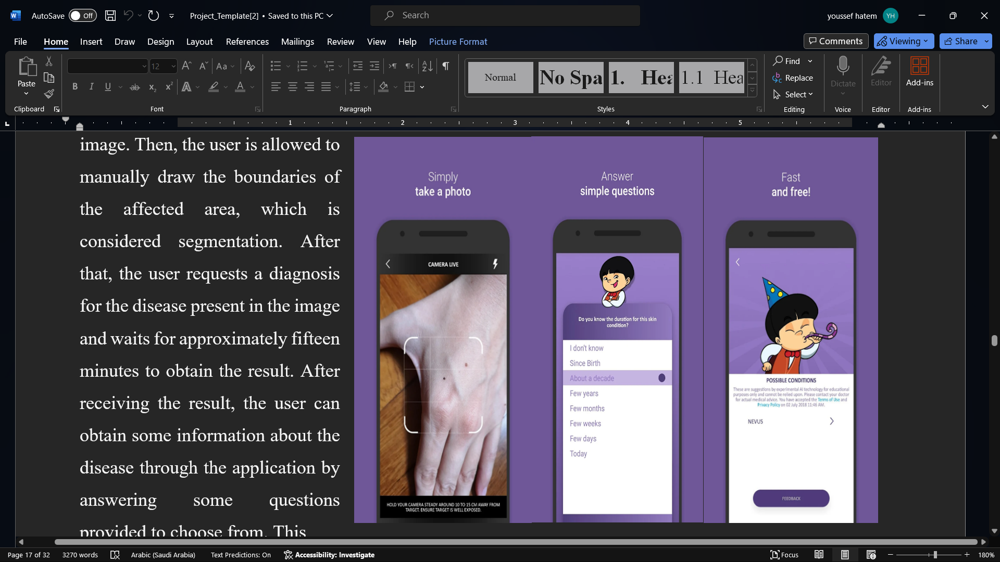 AutoSave Off Project_Template[2] • Saved to this PC Search youssef hatem YH
File Home Insert Draw Design Layout References Mailings Review View Help Picture Format Comments Viewing Share
Paste 12 Aa Normal No Spa 1. Hea 1.1 Hea Find Replace Select Dictate Editor Add-ins
Clipboard Font Paragraph Styles Editing Voice Editor Add-ins
1 2 3 4 5
image. Then, the user is allowed to
manually draw the boundaries of
the affected area, which is
considered segmentation. After
that, the user requests a diagnosis
for the disease present in the image
and waits for approximately fifteen
minutes to obtain the result. After
receiving the result, the user can
obtain some information about the
disease through the application by
answering some questions
provided to choose from. This
Simply
take a photo
CAMERA LIVE
HOLD YOUR CAMERA STEADY AROUND 10 TO 15 CM AWAY FROM
TARGET. ENSURE TARGET IS WELL EXPOSED.
Answer
simple questions
Do you know the duration for this skin
condition?
I don't know
Since Birth
About a decade
Few years
Few months
Few weeks
Few days
Today
Fast
and free!
POSSIBLE CONDITIONS
These are suggestions by experimental AI technology for educational
purposes only and cannot be relied upon. Please contact your doctor
for actual medical advice. You have accepted the Terms of Use and
Privacy Policy on 02 July 2018 11:46 AM.
NEVUS
FEEDBACK
Page 17 of 32 3270 words Arabic (Saudi Arabia) Text Predictions: On Accessibility: Investigate Focus 180%